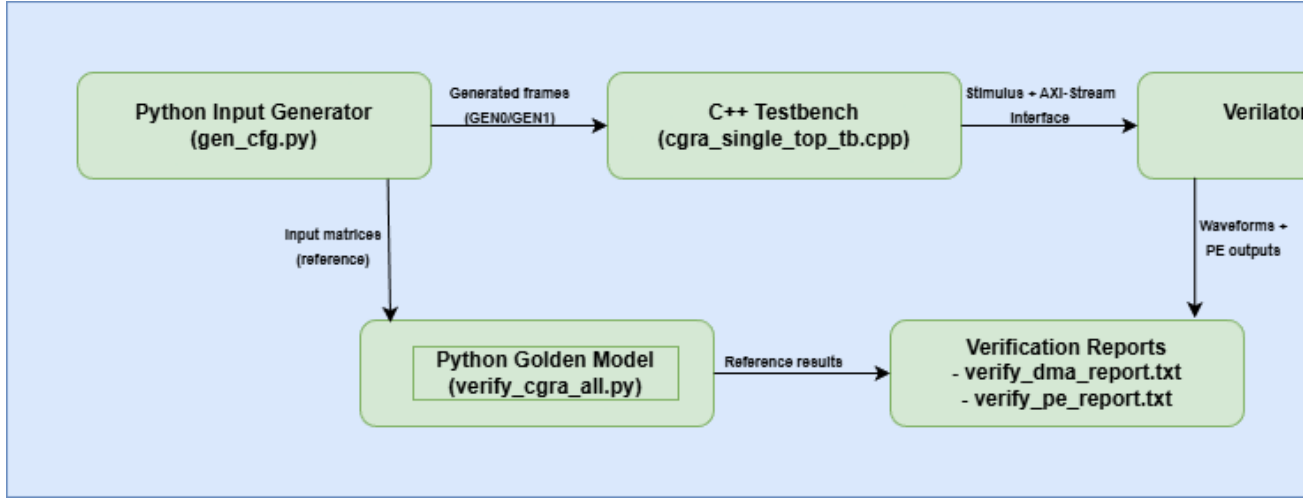 Python Input Generator
(gen_cfg.py)
Generated frames
(GEN0/GEN1)
C++ Testbench
(cgra_single_top_tb.cpp)
Stimulus + AXI-Stream
Interface
Verilator
Input matrices
(reference)
Waveforms +
PE outputs
Python Golden Model
(verify_cgra_all.py)
Reference results
Verification Reports
- verify_dma_report.txt
- verify_pe_report.txt